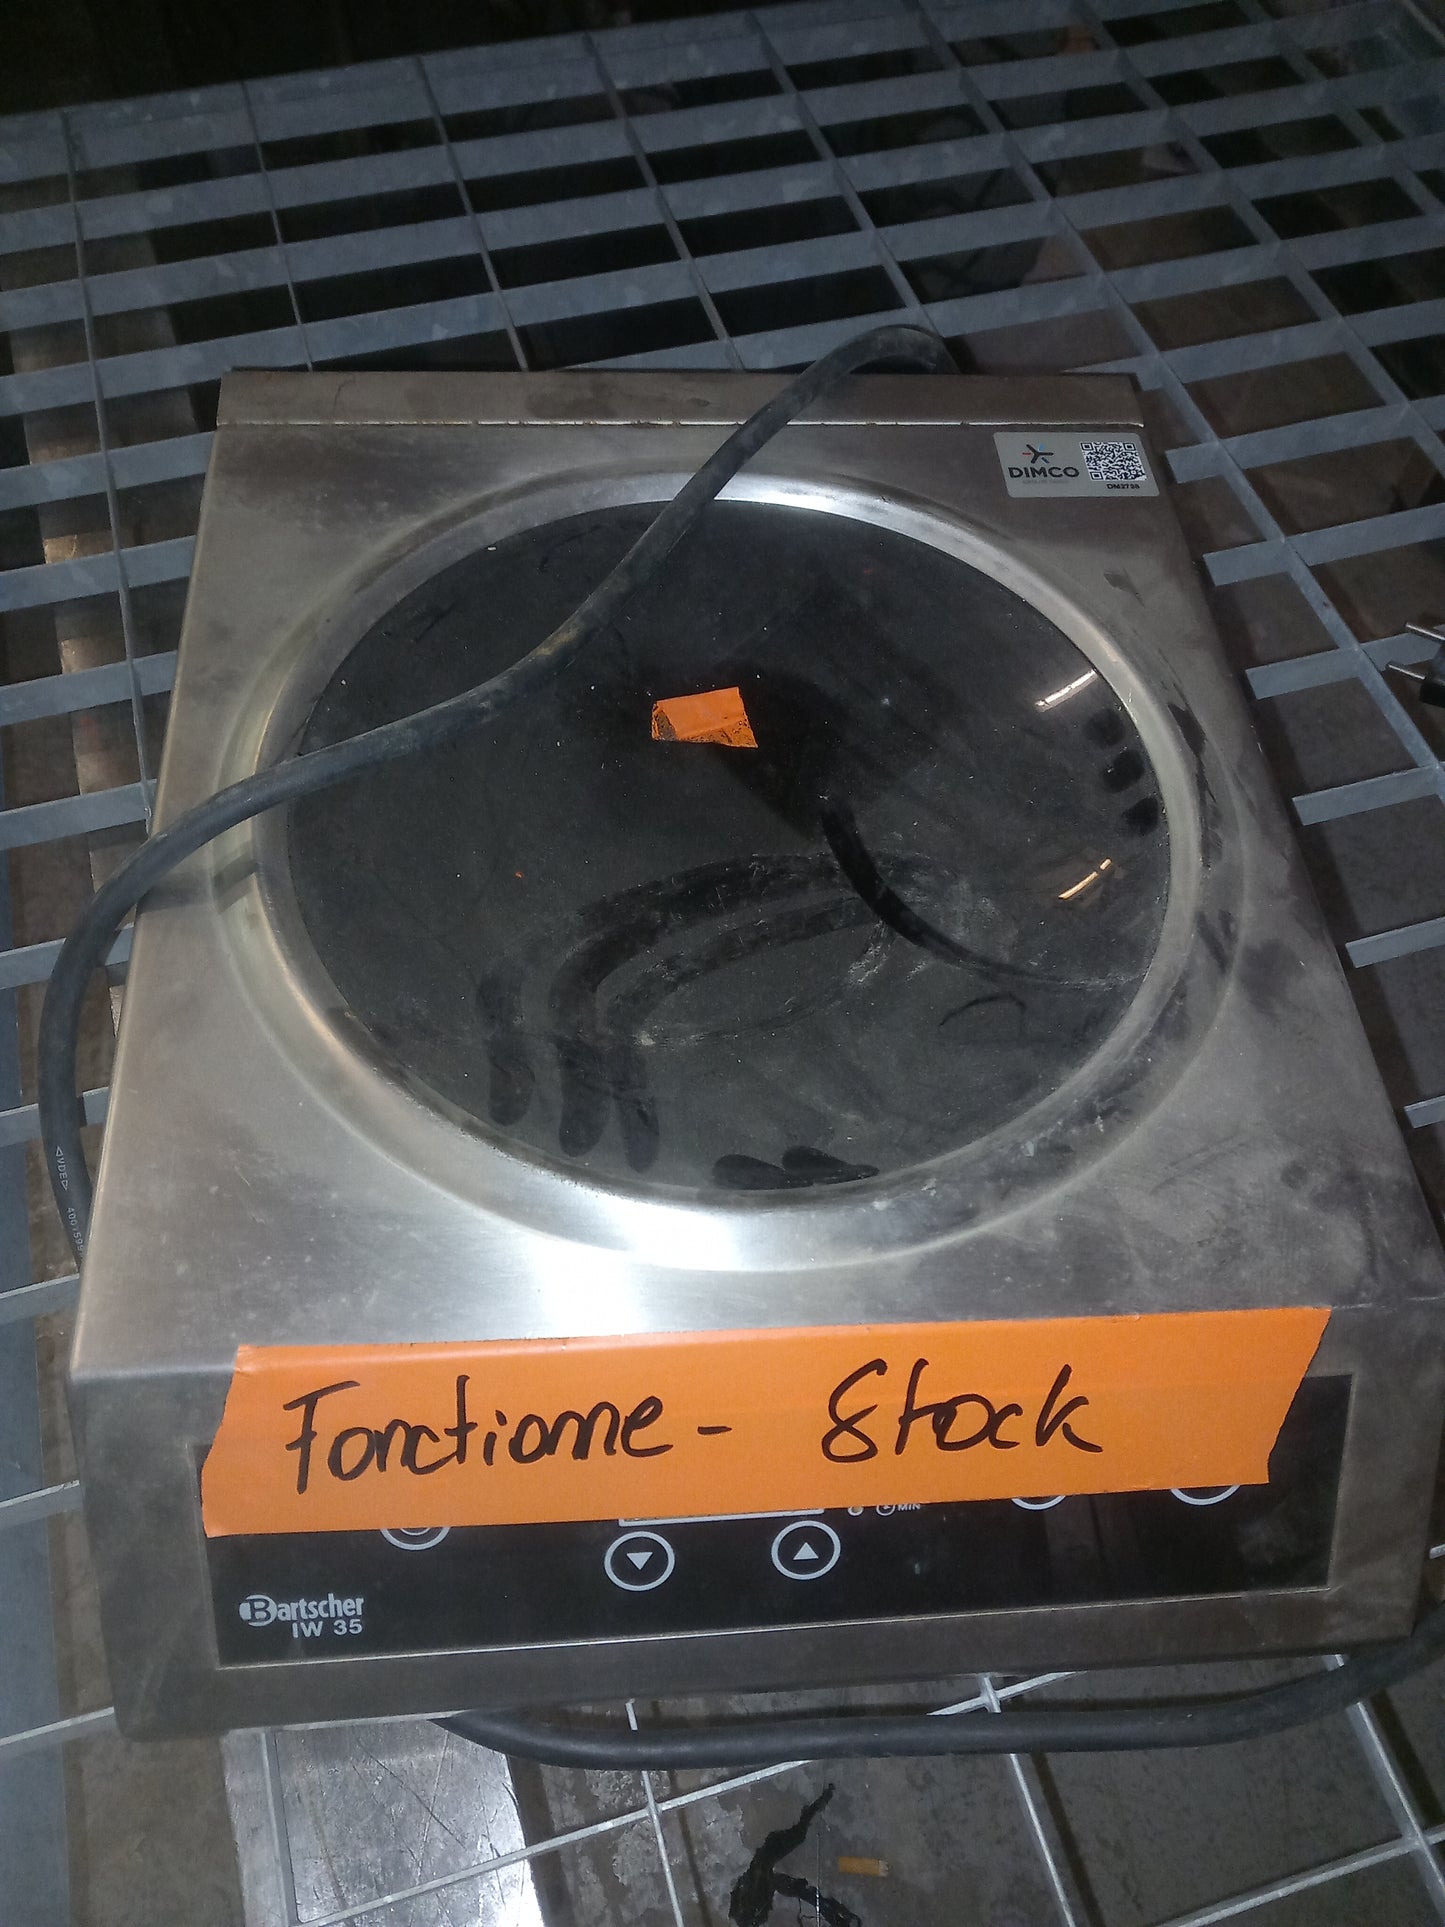 DIMCO
Fonctionne - Stock
MIN
Bartscher
IW 35